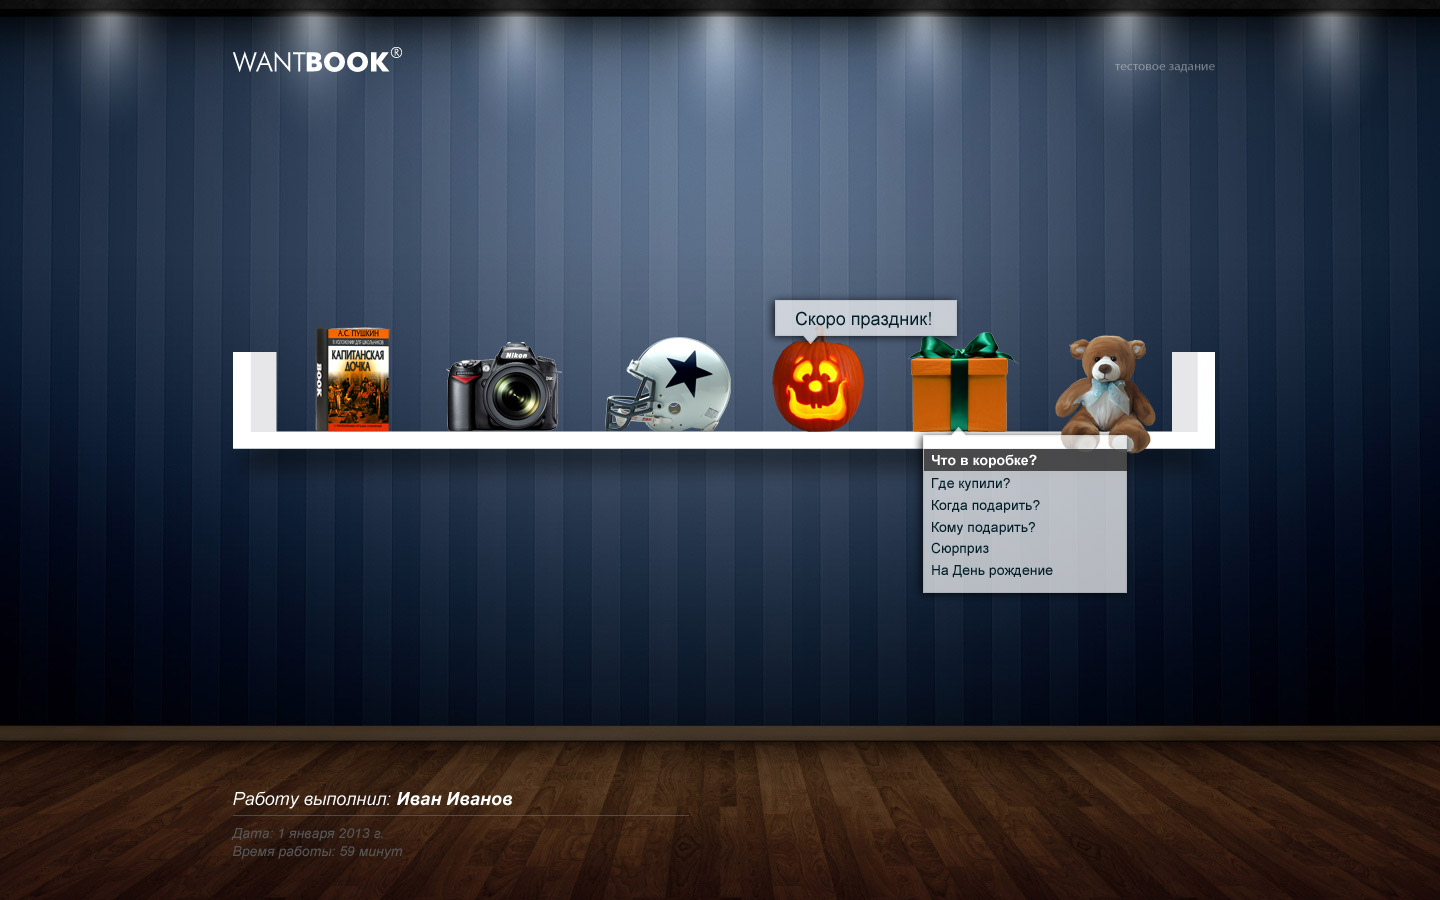 WANTBOOK®
тестовое задание
Скоро праздник!
А.С. ПУШКИН
КАПИТАНСКАЯ
ДОЧКА
BOOK
Nikon
Что в коробке?
Где купили?
Когда подарить?
Кому подарить?
Сюрприз
На День рождение
Работу выполнил: Иван Иванов
Дата: 1 января 2013 г.
Время работы: 59 минут